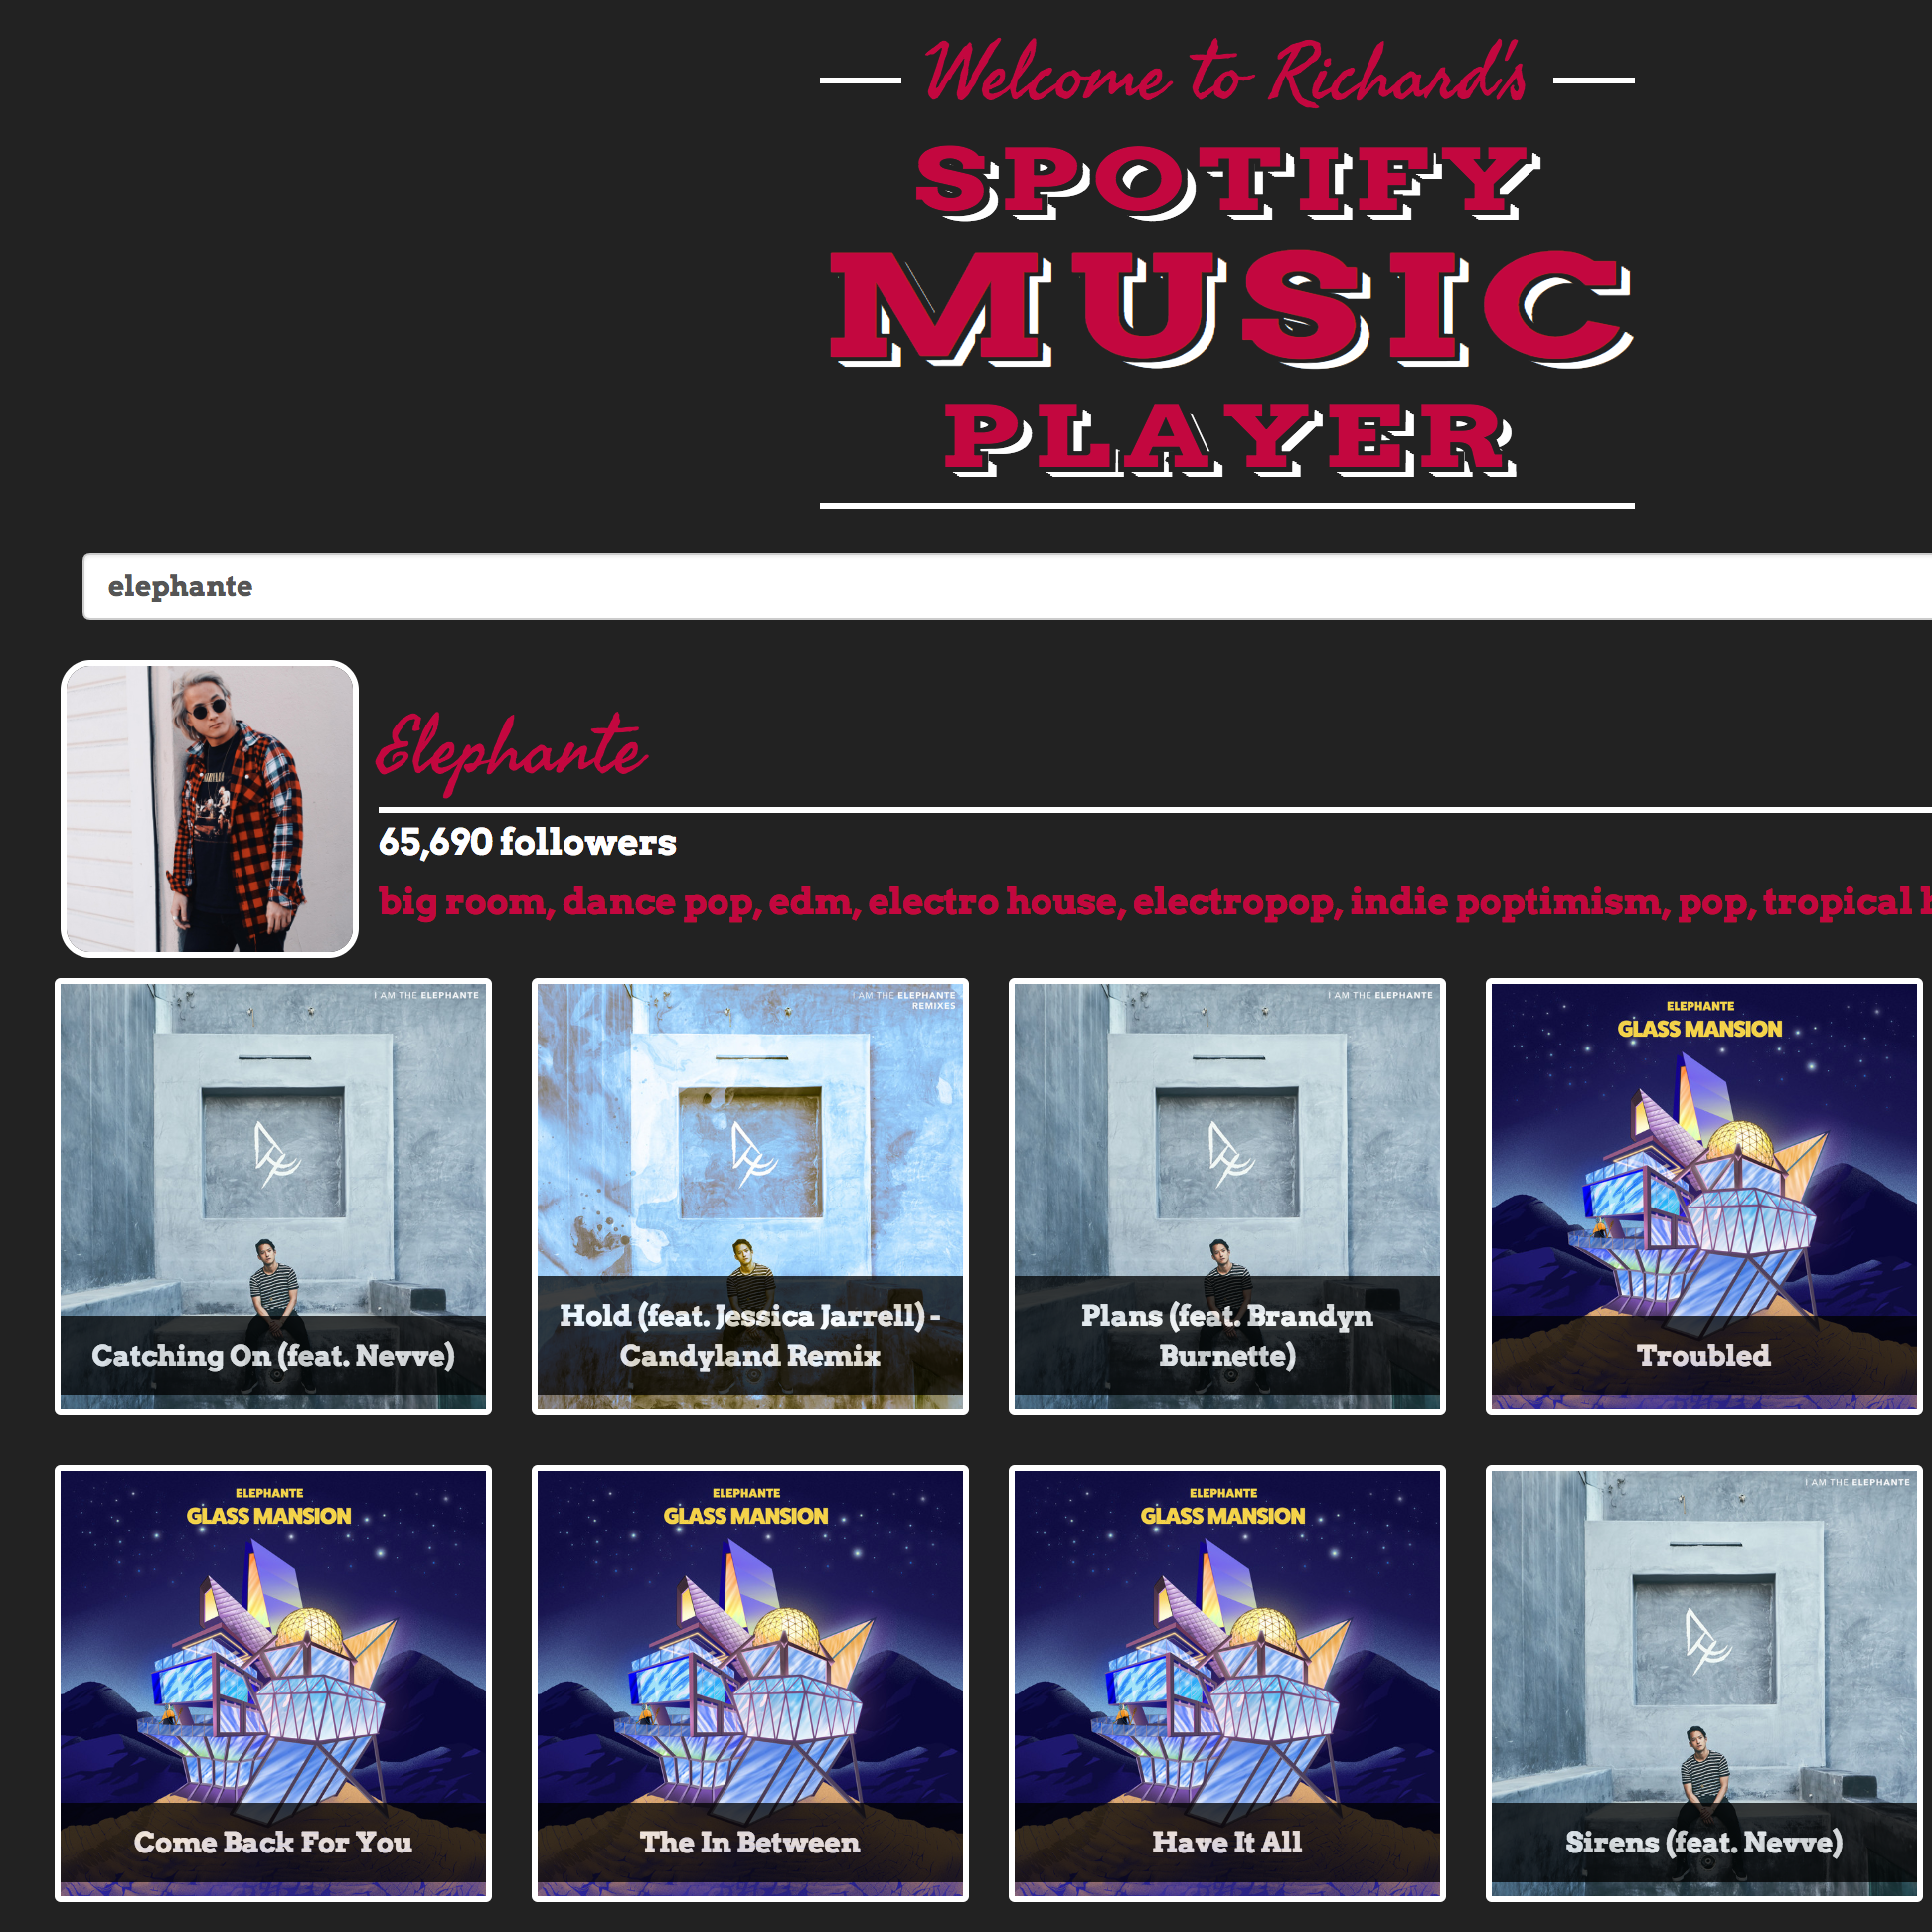 Welcome to Richard's
SPOTIFY
MUSIC
PLAYER
elephante
Elephante
65,690 followers
big room, dance pop, edm, electro house, electropop, indie poptimism, pop, tropical
I AM THE ELEPHANTE
Catching On (feat. Nevve)
I AM THE ELEPHANTE
REMIXES
Hold (feat. Jessica Jarrell) -
Candyland Remix
I AM THE ELEPHANTE
Plans (feat. Brandyn
Burnette)
ELEPHANTE
GLASS MANSION
Troubled
ELEPHANTE
GLASS MANSION
Come Back For You
ELEPHANTE
GLASS MANSION
The In Between
ELEPHANTE
GLASS MANSION
Have It All
I AM THE ELEPHANTE
Sirens (feat. Nevve)